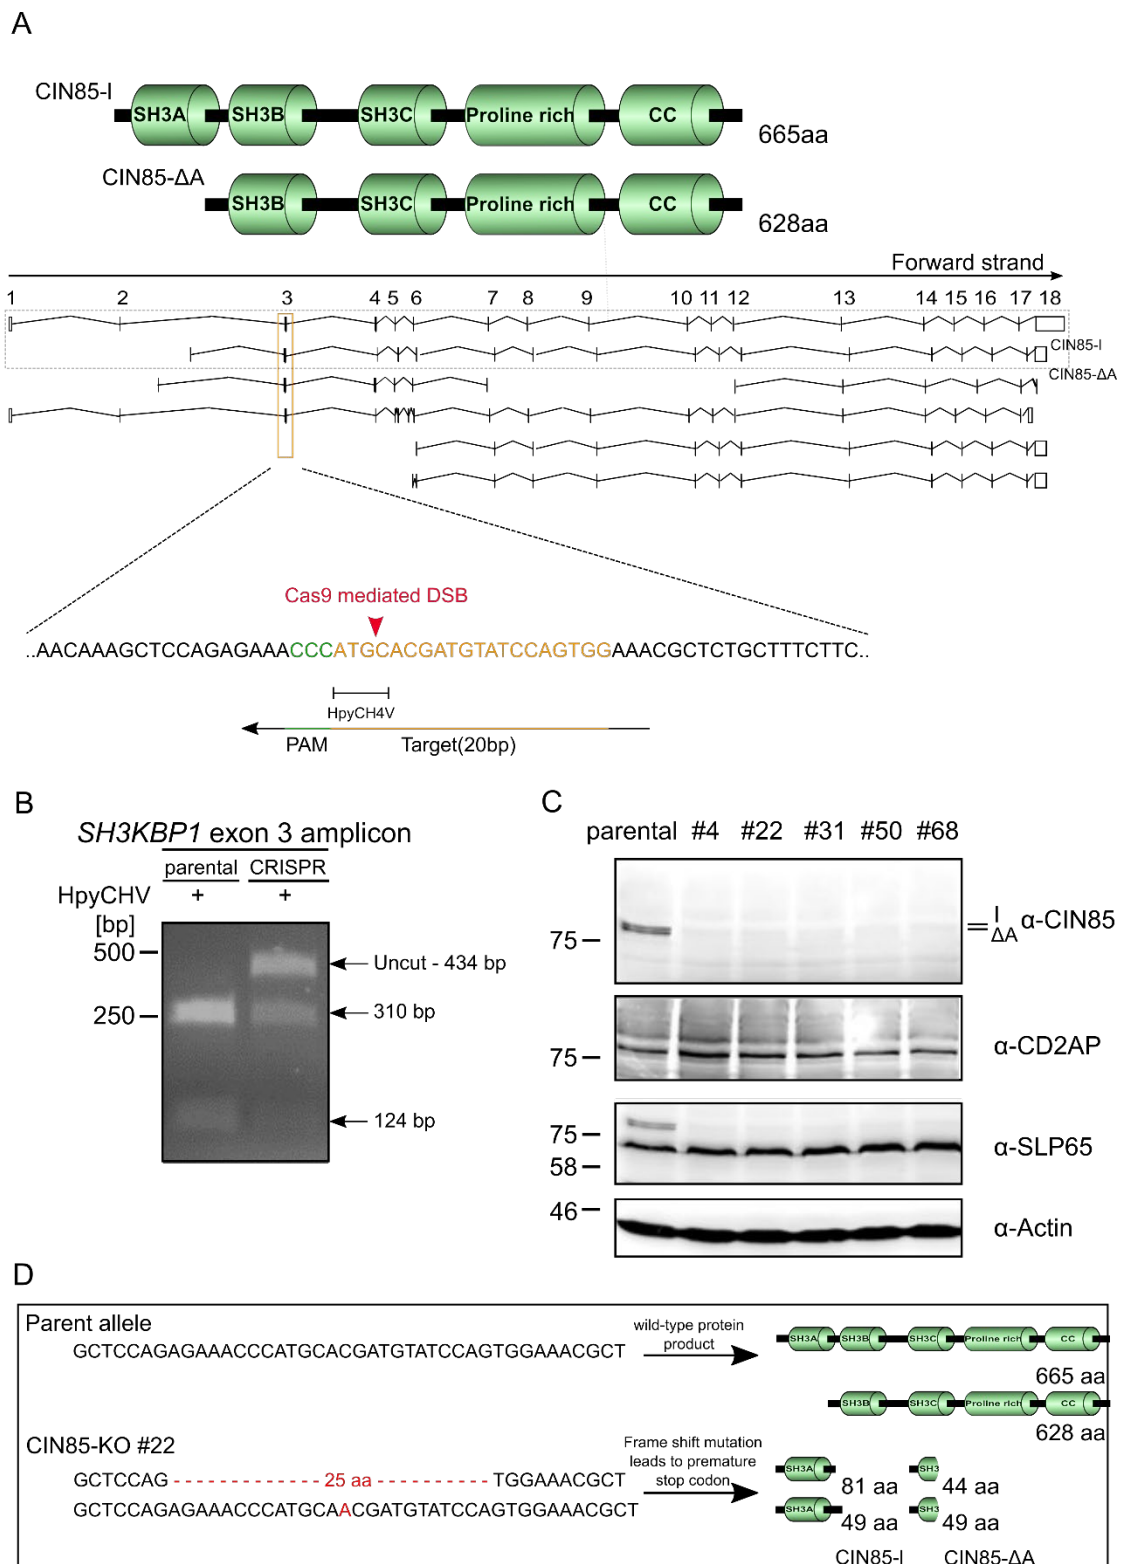 A
CIN85-I
SH3A
SH3B
SH3C
Proline rich
CC
665aa
CIN85-ΔA
SH3B
SH3C
Proline rich
CC
628aa
Forward strand
1 2 3 4 5 6 7 8 9 10 11 12 13 14 15 16 17 18
CIN85-I
CIN85-ΔA
Cas9 mediated DSB
..AACAAAGCTCCAGAGAAACCCATGCACGATGTATCCAGTGGAAACGCTCTGCTTTCTTC..
HpyCH4V
PAM Target(20bp)
B
SH3KBP1 exon 3 amplicon
parental CRISPR
HpyCHV + +
[bp]
500
Uncut - 434 bp
250
310 bp
124 bp
C
parental #4 #22 #31 #50 #68
75
I
ΔA
α-CIN85
75
α-CD2AP
75
58
α-SLP65
46
α-Actin
D
Parent allele
GCTCCAGAGAAACCCATGCACGATGTATCCAGTGGAAACGCT
wild-type protein
product
SH3A SH3B SH3C Proline rich CC
665 aa
SH3B SH3C Proline rich CC
628 aa
CIN85-KO #22
GCTCCAG - - - - - - - - - - - - - 25 aa - - - - - - - - - - - - TGGAAACGCT
GCTCCAGAGAAACCCATGCAACGATGTATCCAGTGGAAACGCT
Frame shift mutation
leads to premature
stop codon
SH3A
81 aa
SH3
44 aa
SH3A
49 aa
SH3
49 aa
CIN85-I CIN85-ΔA